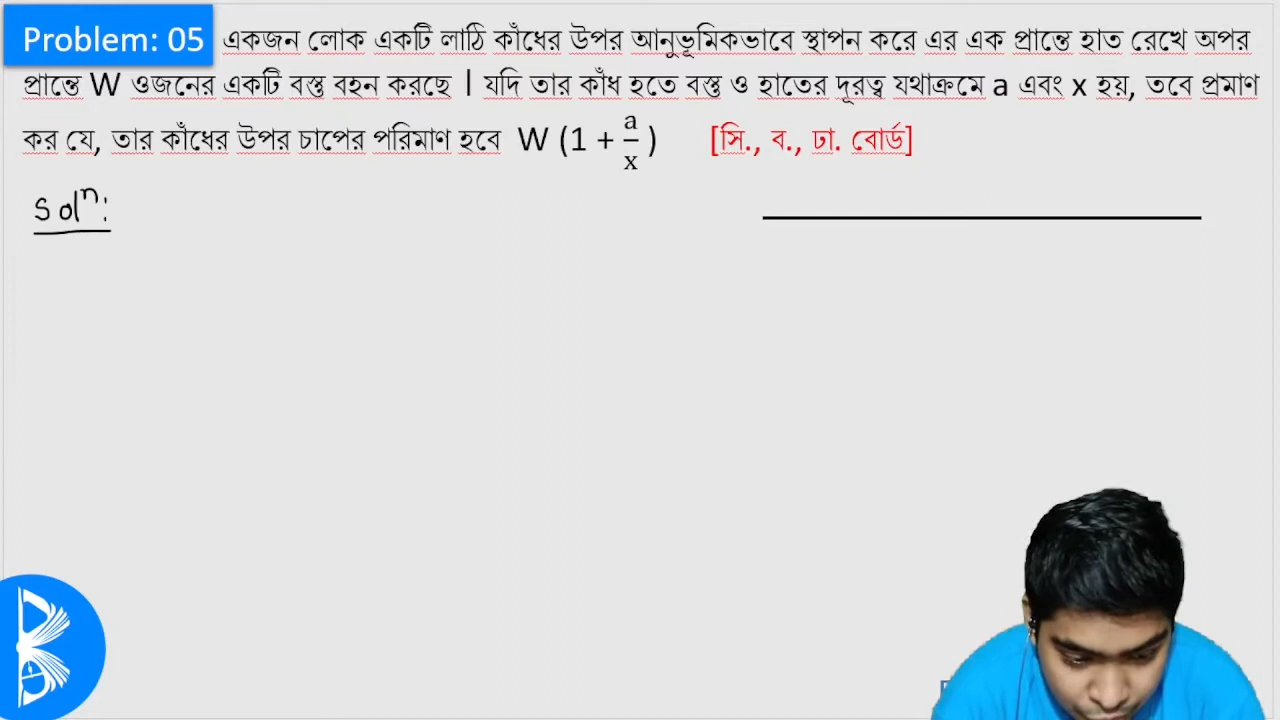 Problem: 05 একজন লোক একটি লাঠি কাঁধের উপর আনুভূমিকভাবে স্থাপন করে এর এক প্রান্তে হাত রেখে অপর
প্রান্তে W ওজনের একটি বস্তু বহন করছে । যদি তার কাঁধ হতে বস্তু ও হাতের দূরত্ব যথাক্রমে a এবং x হয়, তবে প্রমাণ
কর যে, তার কাঁধের উপর চাপের পরিমাণ হবে W (1 + a/x) [সি., ব., ঢা. বোর্ড]
Solⁿ: